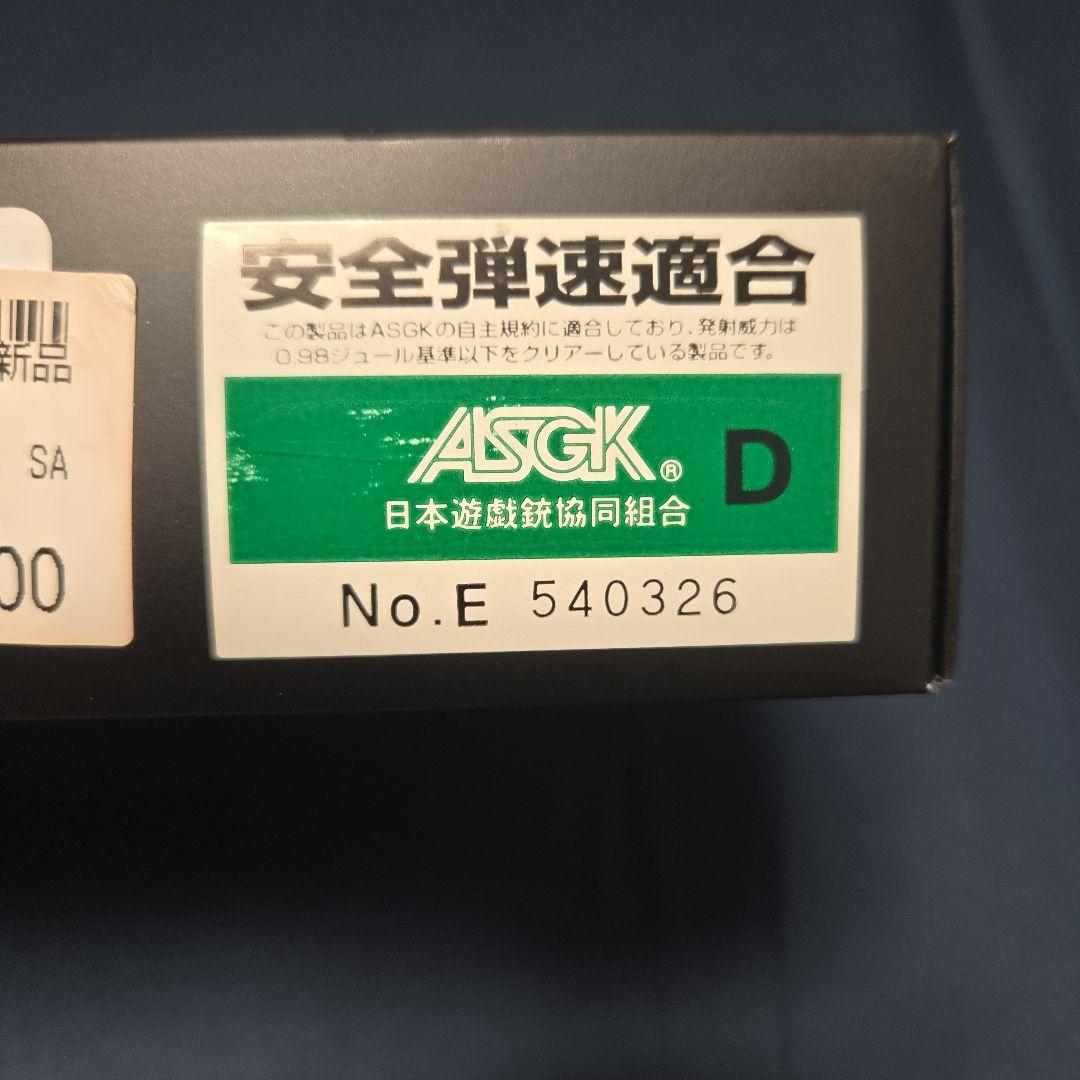 安全弾速適合
この製品はASGKの自主規約に適合しており、発射威力は
0.98ジュール基準以下をクリアーしている製品です。
ASGK® D
日本遊戯銃協同組合
No.E 540326
新品
SA
00